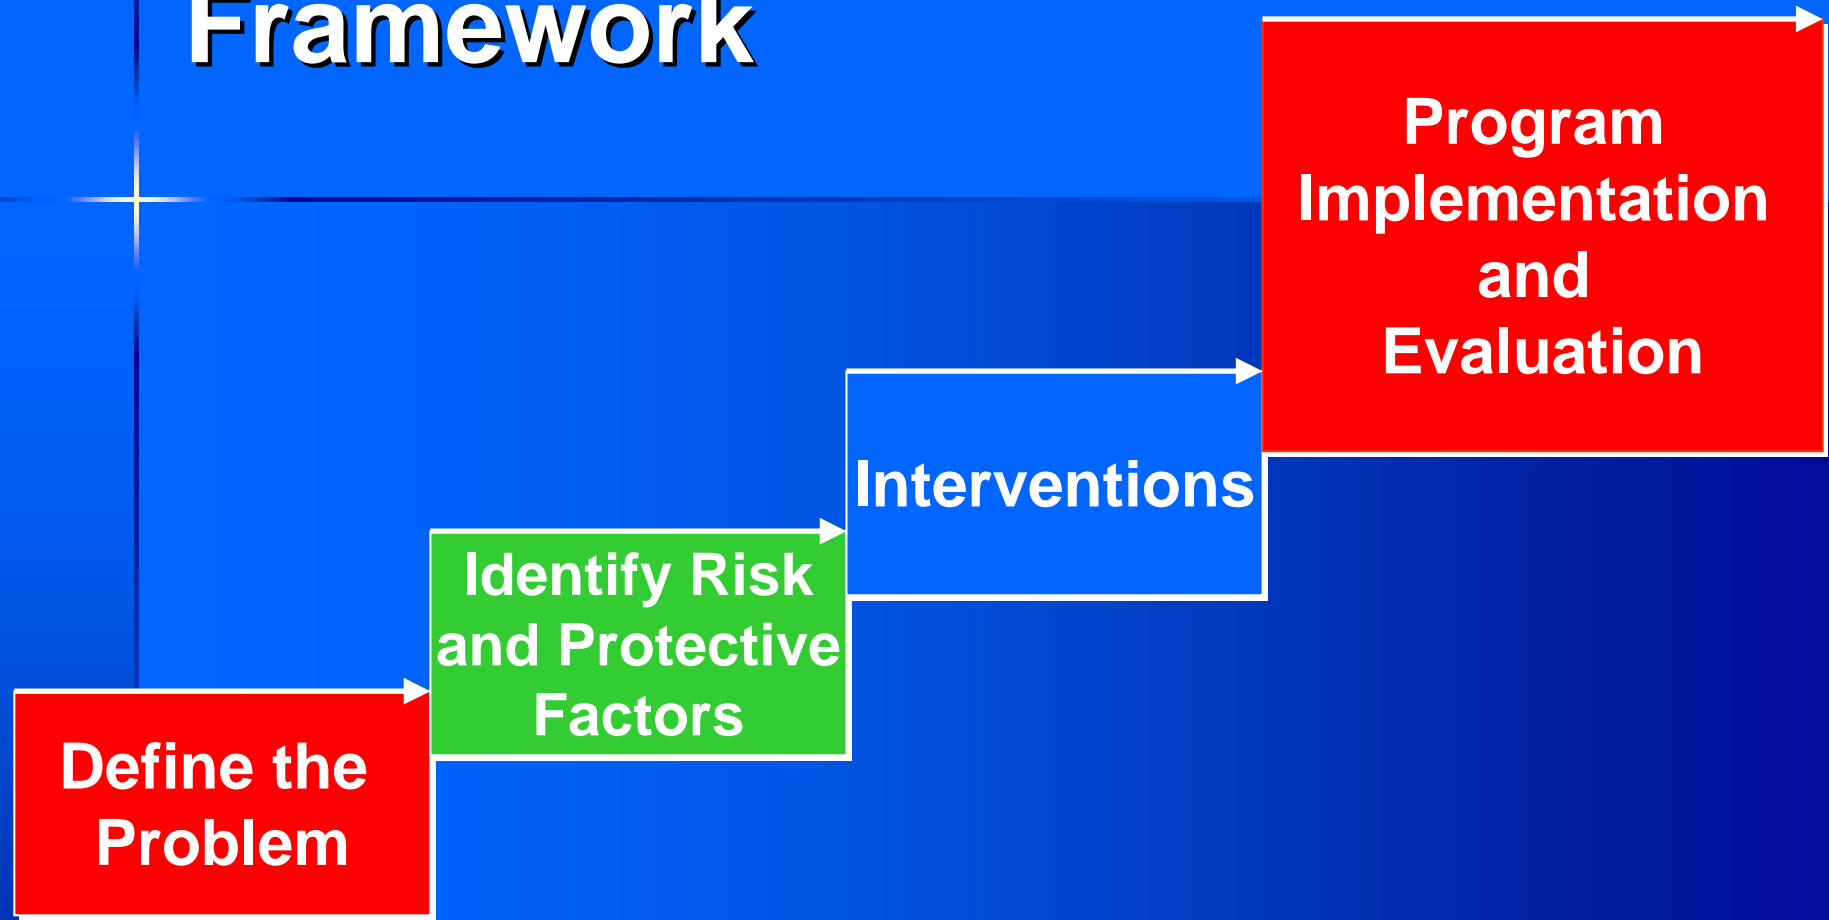 Framework
Program
Implementation
and
Evaluation
Interventions
Identify Risk
and Protective
Factors
Define the
Problem